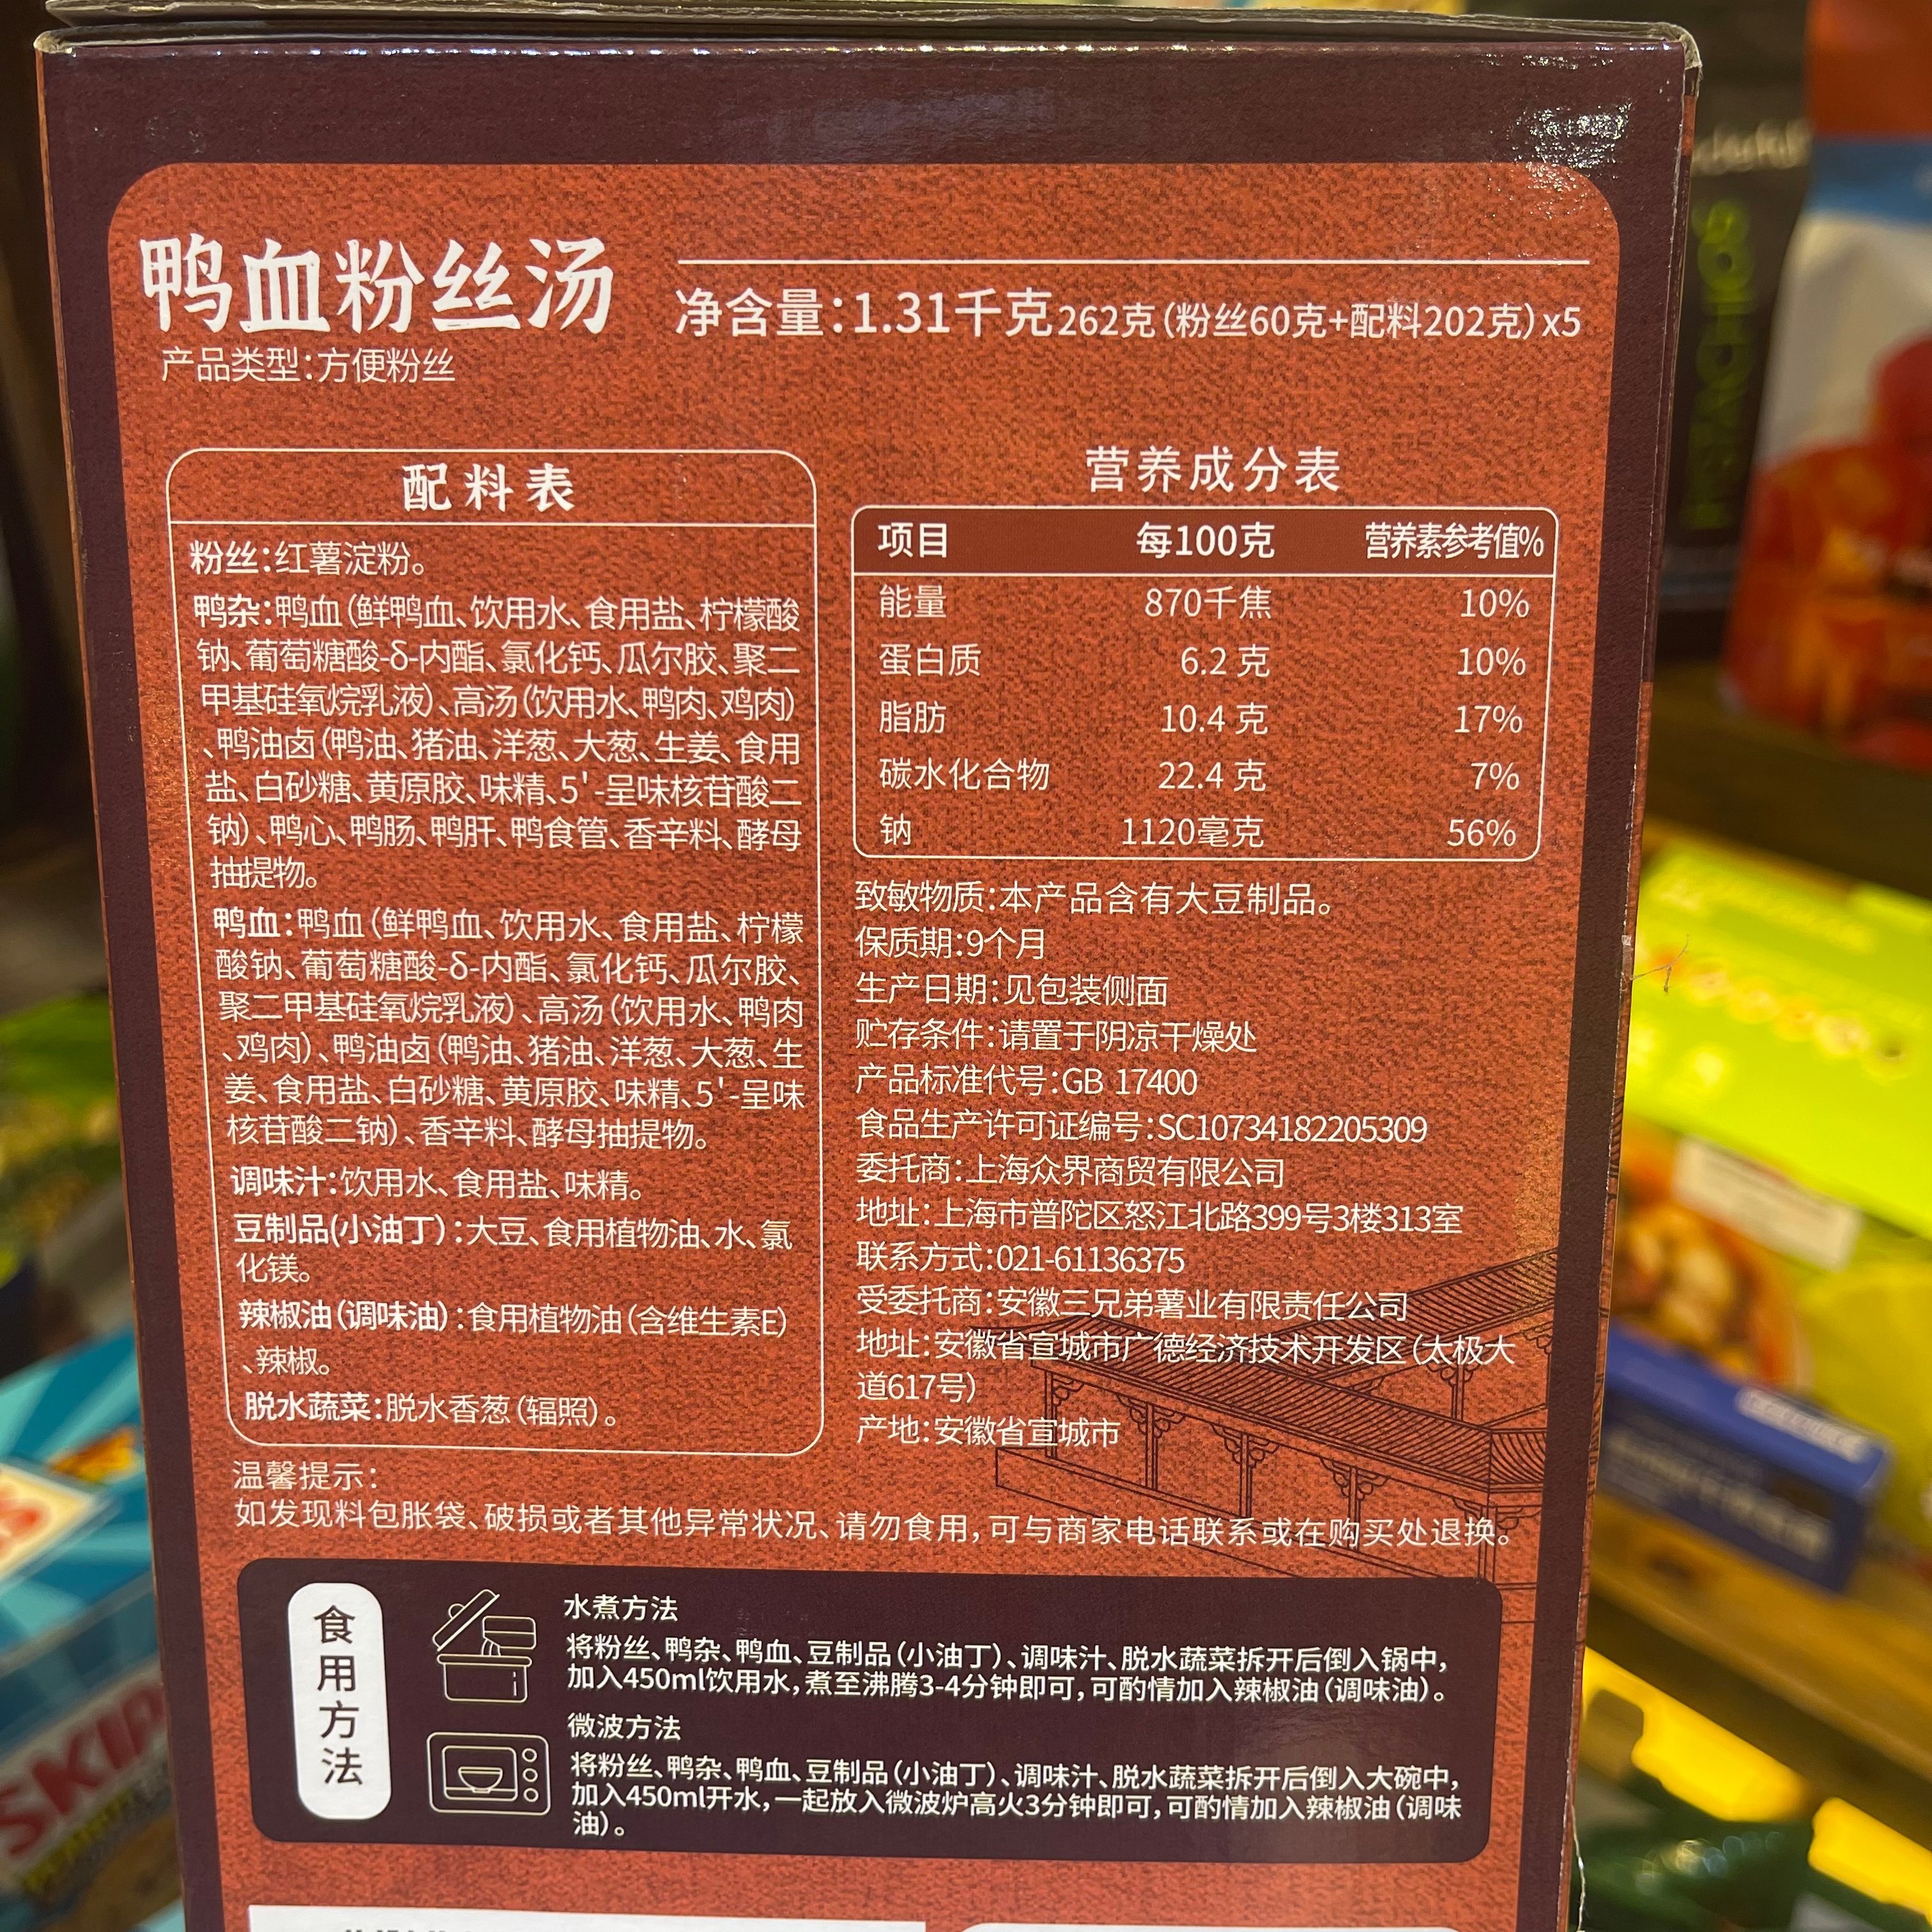 鸭血粉丝汤
净含量:1.31千克262克(粉丝60克+配料202克)x5
产品类型:方便粉丝
配料表
粉丝:红薯淀粉。
鸭杂:鸭血(鲜鸭血、饮用水、食用盐、柠檬酸
钠、葡萄糖酸-δ-内酯、氯化钙、瓜尔胶、聚二
甲基硅氧烷乳液)、高汤(饮用水、鸭肉、鸡肉)
、鸭油卤(鸭油、猪油、洋葱、大葱、生姜、食用
盐、白砂糖、黄原胶、味精、5'-呈味核苷酸二
钠)、鸭心、鸭肠、鸭肝、鸭食管、香辛料、酵母
抽提物。
鸭血:鸭血(鲜鸭血、饮用水、食用盐、柠檬
酸钠、葡萄糖酸-δ-内酯、氯化钙、瓜尔胶、
聚二甲基硅氧烷乳液)、高汤(饮用水、鸭肉
、鸡肉)、鸭油卤(鸭油、猪油、洋葱、大葱、生
姜、食用盐、白砂糖、黄原胶、味精、5'-呈味
核苷酸二钠)、香辛料、酵母抽提物。
调味汁:饮用水、食用盐、味精。
豆制品(小油丁):大豆、食用植物油、水、氯
化镁。
辣椒油(调味油):食用植物油(含维生素E)
、辣椒。
脱水蔬菜:脱水香葱(辐照)。
营养成分表
项目 每100克 营养素参考值%
能量 870千焦 10%
蛋白质 6.2 克 10%
脂肪 10.4 克 17%
碳水化合物 22.4 克 7%
钠 1120毫克 56%
致敏物质:本产品含有大豆制品。
保质期:9个月
生产日期:见包装侧面
贮存条件:请置于阴凉干燥处
产品标准代号:GB 17400
食品生产许可证编号:SC10734182205309
委托商:上海众界商贸有限公司
地址:上海市普陀区怒江北路399号3楼313室
联系方式:021-61136375
受委托商:安徽三兄弟薯业有限责任公司
地址:安徽省宣城市广德经济技术开发区(太极大
道617号)
产地:安徽省宣城市
温馨提示:
如发现料包胀袋、破损或者其他异常状况、请勿食用,可与商家电话联系或在购买处退换。
食用方法
水煮方法
将粉丝、鸭杂、鸭血、豆制品(小油丁)、调味汁、脱水蔬菜拆开后倒入锅中,
加入450ml饮用水,煮至沸腾3-4分钟即可,可酌情加入辣椒油(调味油)。
微波方法
将粉丝、鸭杂、鸭血、豆制品(小油丁)、调味汁、脱水蔬菜拆开后倒入大碗中,
加入450ml开水,一起放入微波炉高火3分钟即可,可酌情加入辣椒油(调味
油)。
PISTACHIOS
SKIP